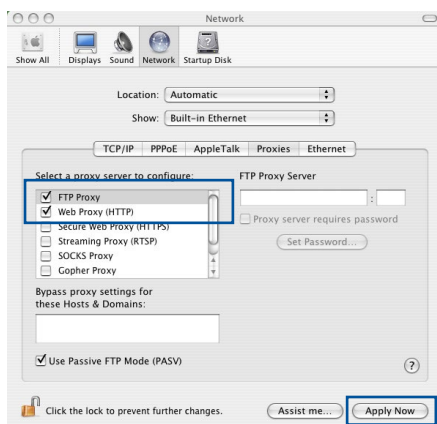 Network
Show All Displays Sound Network Startup Disk
Location: Automatic
Show: Built-in Ethernet
TCP/IP PPPoE AppleTalk Proxies Ethernet
Select a proxy server to configure: FTP Proxy Server
FTP Proxy
:
Web Proxy (HTTP)
Secure Web Proxy (HTTPS) Proxy server requires password
Streaming Proxy (RTSP) Set Password...
SOCKS Proxy
Gopher Proxy
Bypass proxy settings for
these Hosts & Domains:
Use Passive FTP Mode (PASV) ?
Click the lock to prevent further changes. Assist me... Apply Now